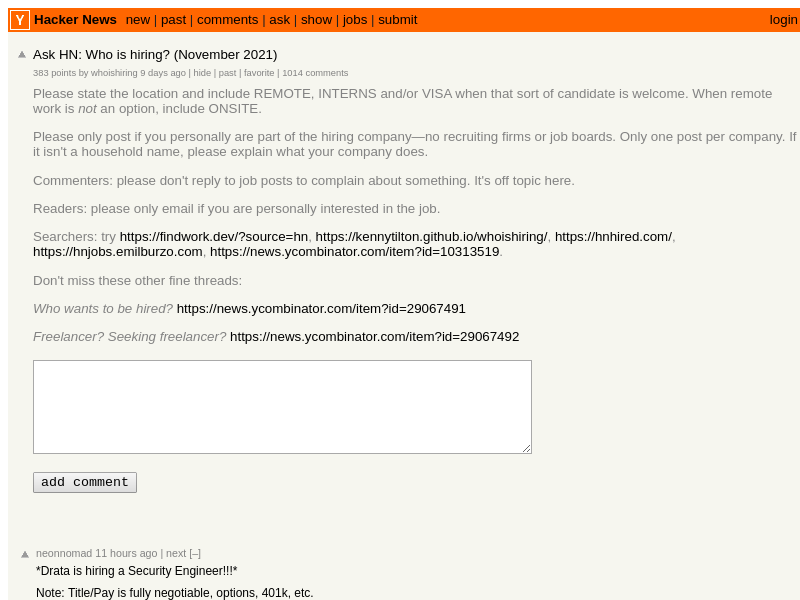 Y Hacker News new | past | comments | ask | show | jobs | submit login
Ask HN: Who is hiring? (November 2021)
383 points by whoishiring 9 days ago | hide | past | favorite | 1014 comments
Please state the location and include REMOTE, INTERNS and/or VISA when that sort of candidate is welcome. When remote
work is not an option, include ONSITE.
Please only post if you personally are part of the hiring company—no recruiting firms or job boards. Only one post per company. If
it isn't a household name, please explain what your company does.
Commenters: please don't reply to job posts to complain about something. It's off topic here.
Readers: please only email if you are personally interested in the job.
Searchers: try https://findwork.dev/?source=hn, https://kennytilton.github.io/whoishiring/, https://hnhired.com/,
https://hnjobs.emilburzo.com, https://news.ycombinator.com/item?id=10313519.
Don't miss these other fine threads:
Who wants to be hired? https://news.ycombinator.com/item?id=29067491
Freelancer? Seeking freelancer? https://news.ycombinator.com/item?id=29067492
add comment
neonnomad 11 hours ago | next [–]
*Drata is hiring a Security Engineer!!!*
Note: Title/Pay is fully negotiable, options, 401k, etc.